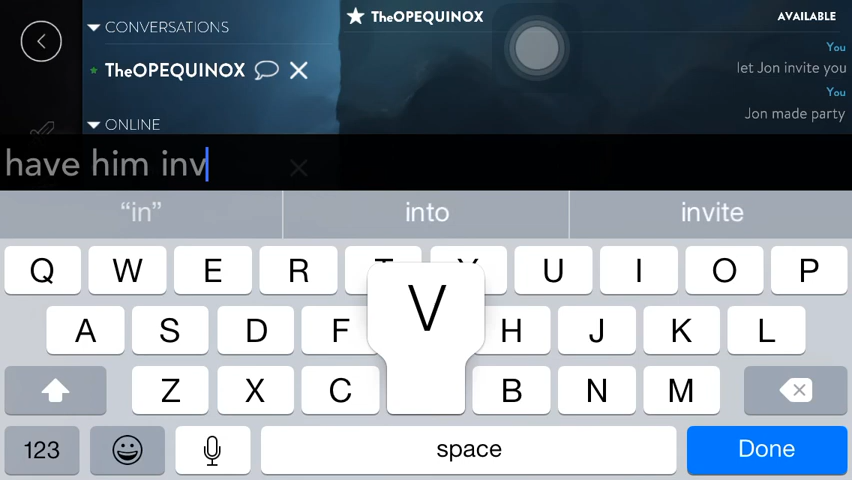 CONVERSATIONS
TheOPEQUINOX
ONLINE
TheOPEQUINOX
AVAILABLE
You
let Jon invite you
You
Jon made party
have him inv
“in” into invite
Q W E R T Y U I O P
A S D F H J K L
V
Z X C B N M
123 space Done